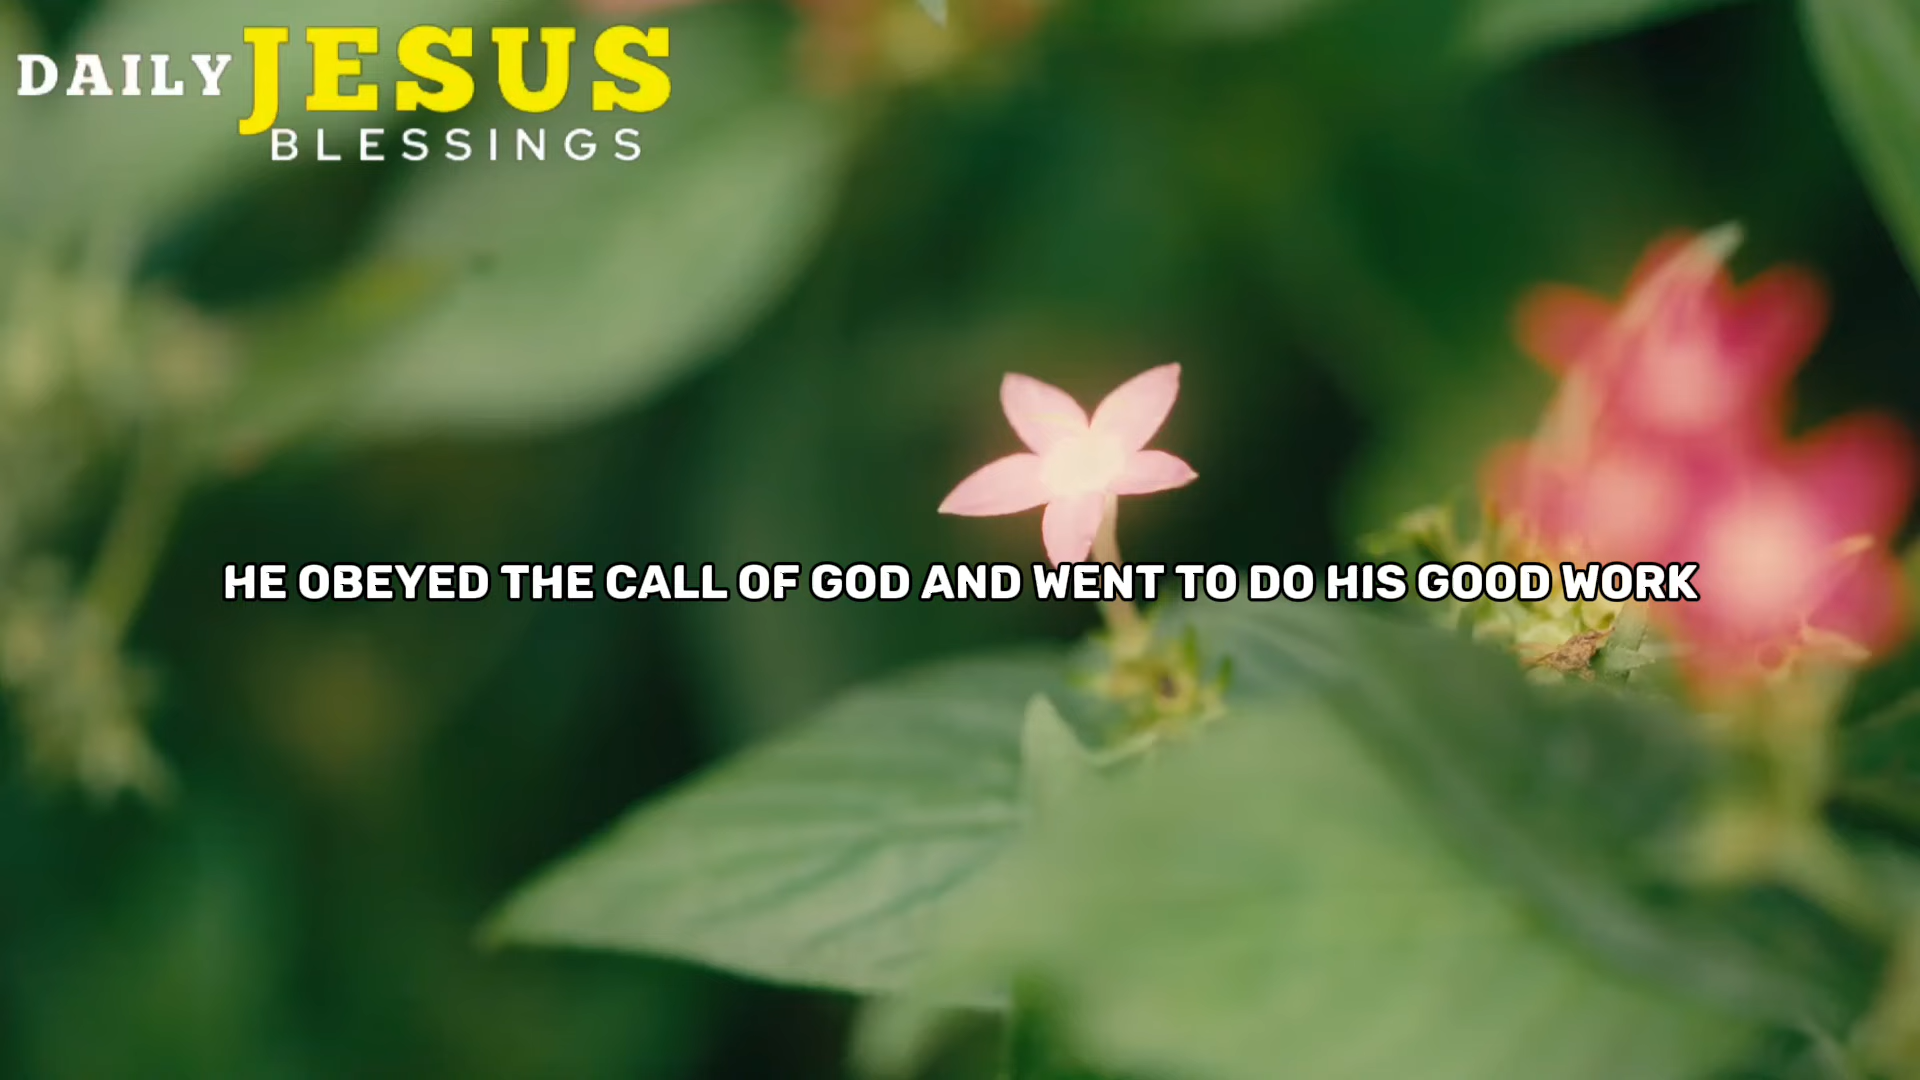 DAILY JESUS
BLESSINGS
HE OBEYED THE CALL OF GOD AND WENT TO DO HIS GOOD WORK